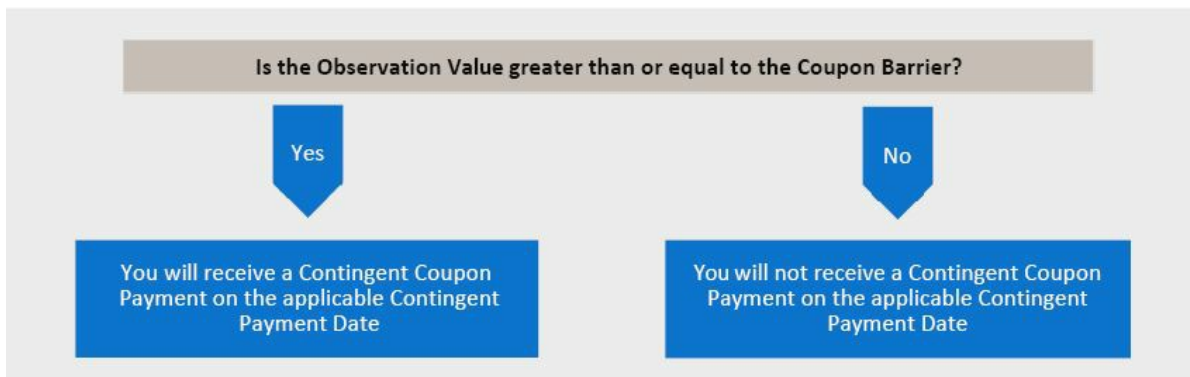 Is the Observation Value greater than or equal to the Coupon Barrier?
Yes
No
You will receive a Contingent Coupon
Payment on the applicable Contingent
Payment Date
You will not receive a Contingent Coupon
Payment on the applicable Contingent
Payment Date